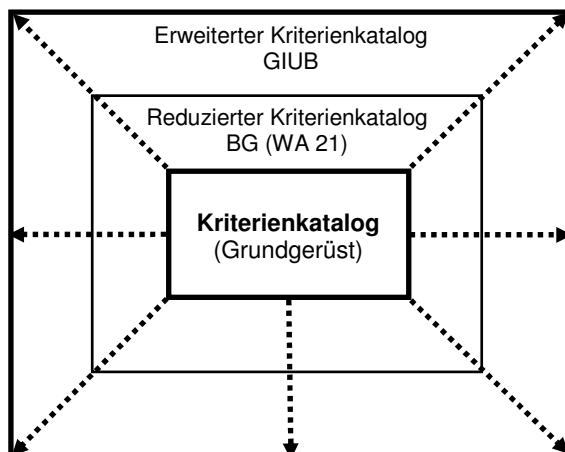 Erweiterter Kriterienkatalog
GIUB
Reduzierter Kriterienkatalog
BG (WA 21)
Kriterienkatalog
(Grundgerüst)